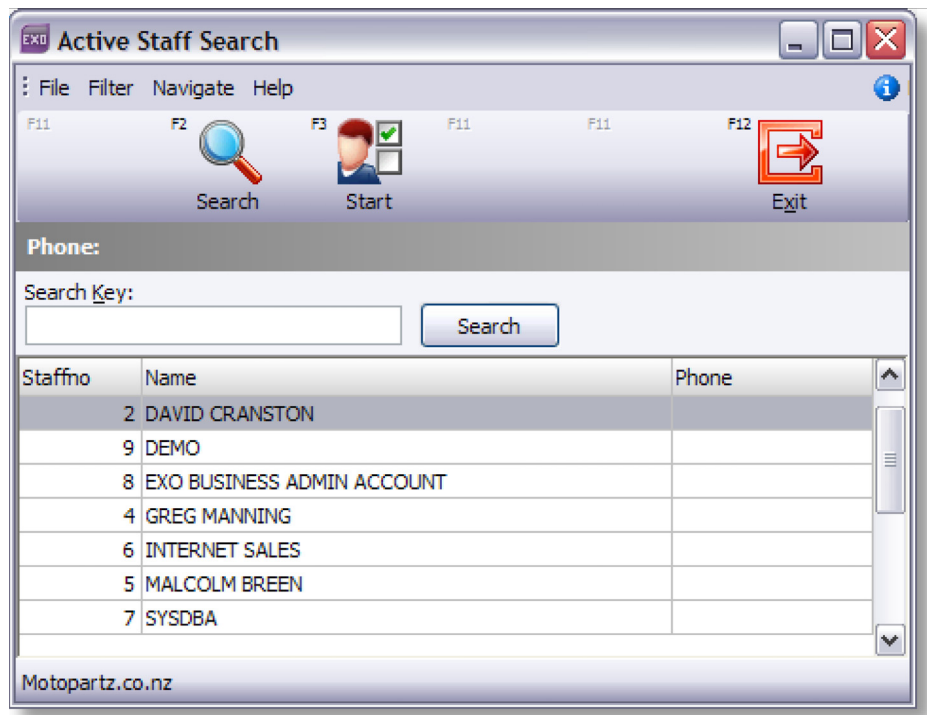 EXO Active Staff Search
File Filter Navigate Help
F11 F2 F3 F11 F11 F12
Search Start Exit
Phone:
Search Key:
Search
Staffno Name Phone
2 DAVID CRANSTON
9 DEMO
8 EXO BUSINESS ADMIN ACCOUNT
4 GREG MANNING
6 INTERNET SALES
5 MALCOLM BREEN
7 SYSDBA
Motopartz.co.nz